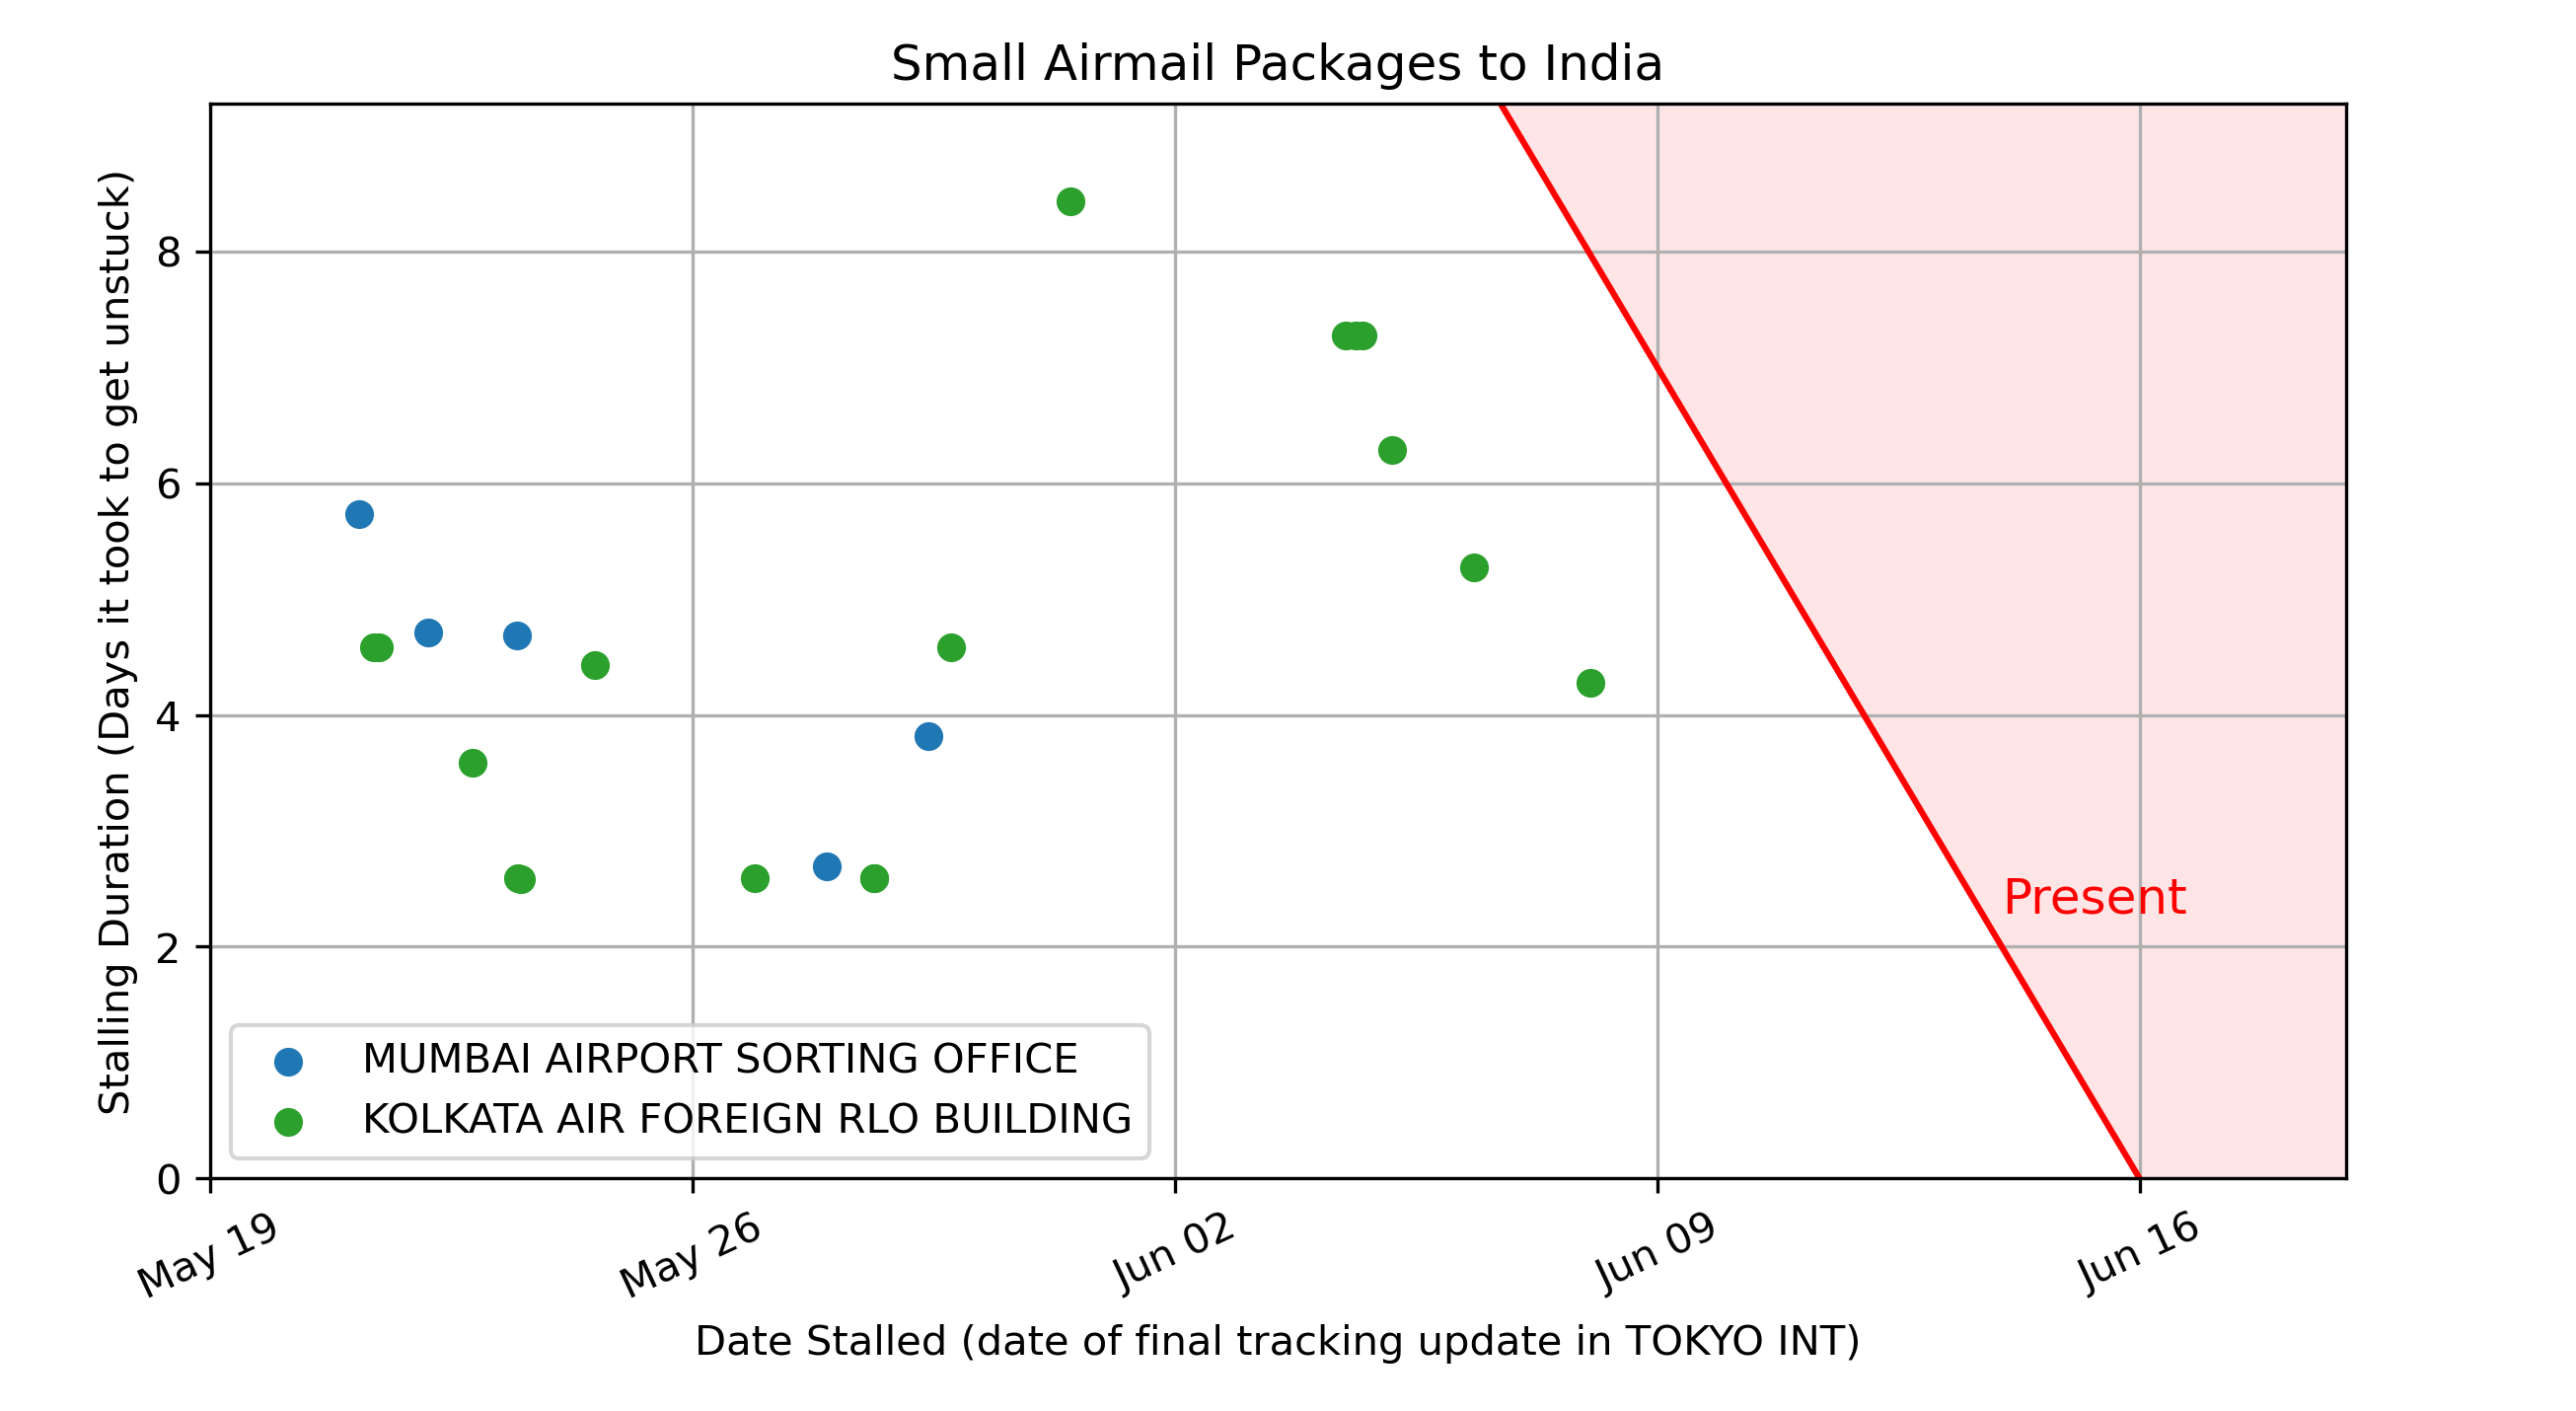 Small Airmail Packages to India
Stalling Duration (Days it took to get unstuck)
8
6
4
2
0
Present
MUMBAI AIRPORT SORTING OFFICE
KOLKATA AIR FOREIGN RLO BUILDING
May 19
May 26
Jun 02
Jun 09
Jun 16
Date Stalled (date of final tracking update in TOKYO INT)